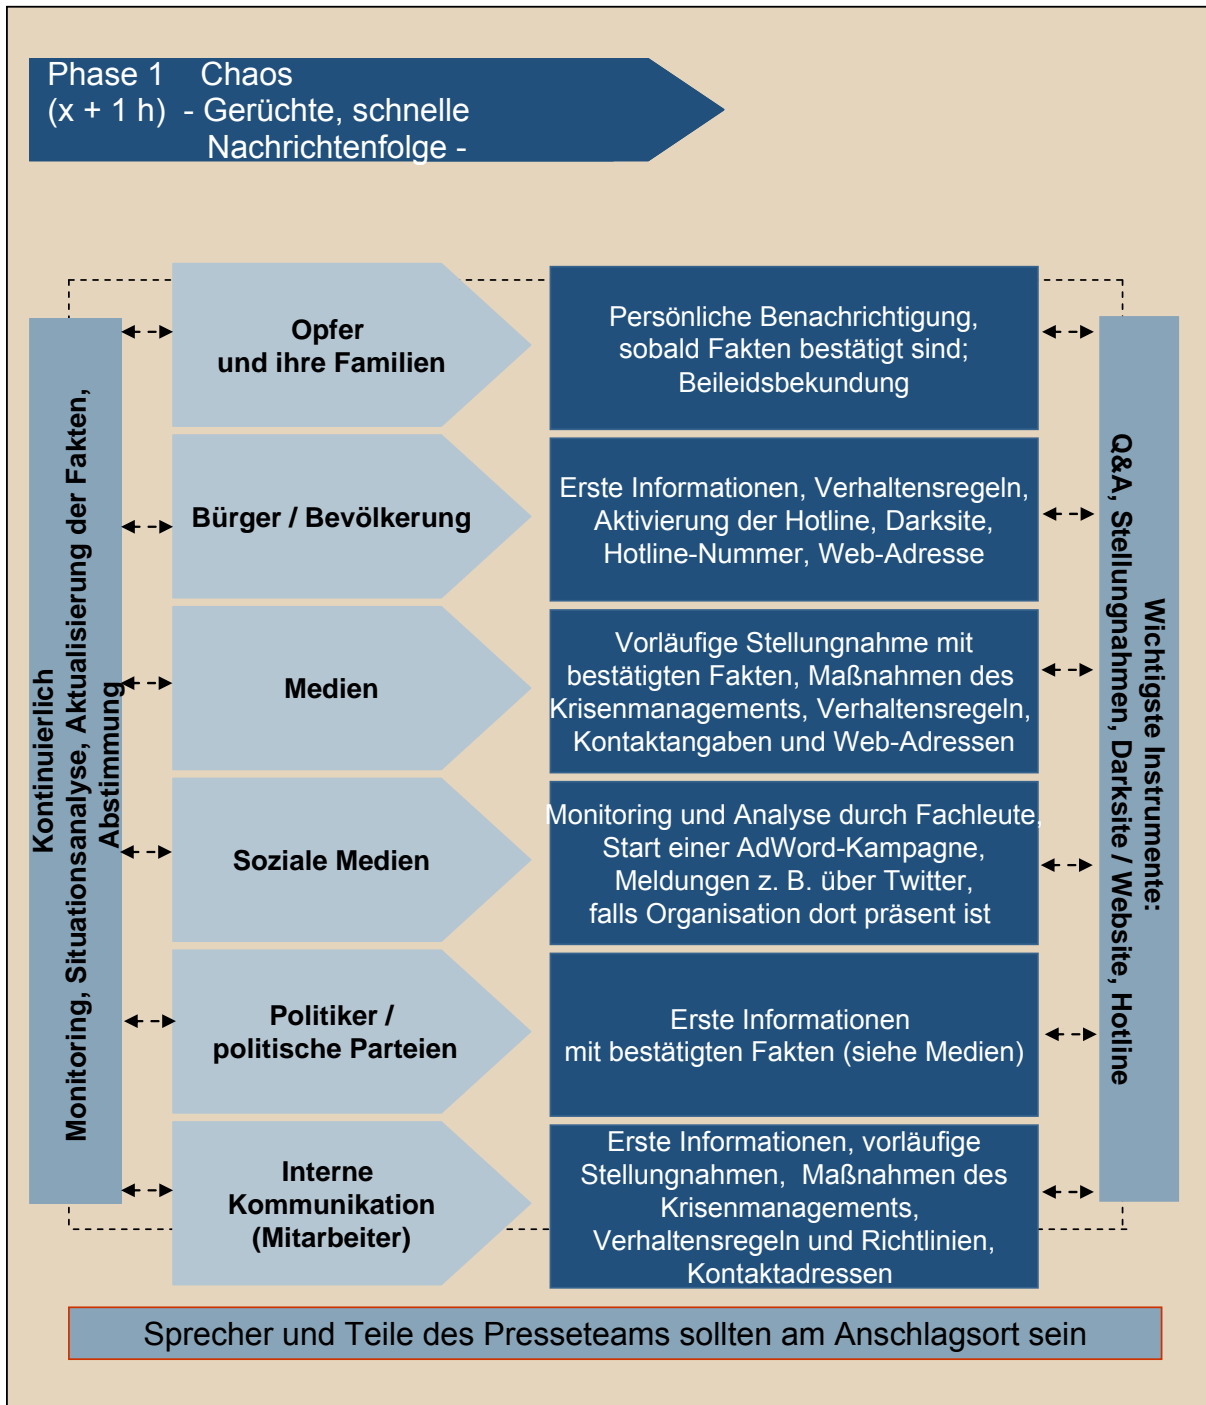 Phase 1 Chaos
(x + 1 h) - Gerüchte, schnelle
Nachrichtenfolge -
Kontinuierlich
Monitoring, Situationsanalyse, Aktualisierung der Fakten,
Abstimmung
Opfer
und ihre Familien
Persönliche Benachrichtigung,
sobald Fakten bestätigt sind;
Beileidsbekundung
Bürger / Bevölkerung
Erste Informationen, Verhaltensregeln,
Aktivierung der Hotline, Darksite,
Hotline-Nummer, Web-Adresse
Medien
Vorläufige Stellungnahme mit
bestätigten Fakten, Maßnahmen des
Krisenmanagements, Verhaltensregeln,
Kontaktangaben und Web-Adressen
Soziale Medien
Monitoring und Analyse durch Fachleute,
Start einer AdWord-Kampagne,
Meldungen z. B. über Twitter,
falls Organisation dort präsent ist
Politiker /
politische Parteien
Erste Informationen
mit bestätigten Fakten (siehe Medien)
Interne
Kommunikation
(Mitarbeiter)
Erste Informationen, vorläufige
Stellungnahmen, Maßnahmen des
Krisenmanagements,
Verhaltensregeln und Richtlinien,
Kontaktadressen
Wichtigste Instrumente:
Q&A, Stellungnahmen, Darksite / Website, Hotline
Sprecher und Teile des Presseteams sollten am Anschlagsort sein